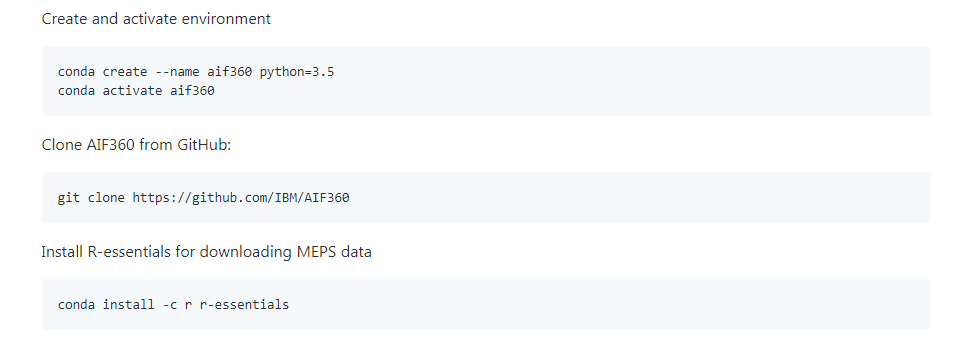 Create and activate environment
conda create --name aif360 python=3.5
conda activate aif360
Clone AIF360 from GitHub:
git clone https://github.com/IBM/AIF360
Install R-essentials for downloading MEPS data
conda install -c r r-essentials